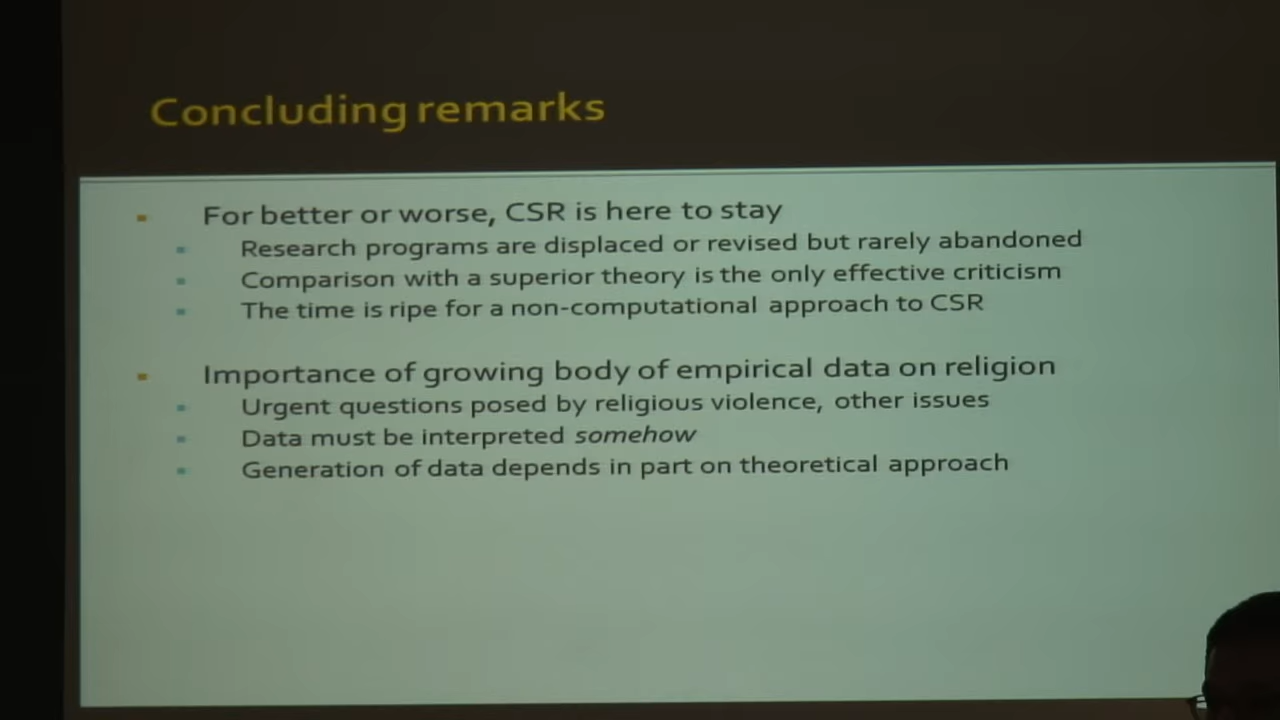 Concluding remarks
For better or worse, CSR is here to stay
Research programs are displaced or revised but rarely abandoned
Comparison with a superior theory is the only effective criticism
The time is ripe for a non-computational approach to CSR
Importance of growing body of empirical data on religion
Urgent questions posed by religious violence, other issues
Data must be interpreted somehow
Generation of data depends in part on theoretical approach